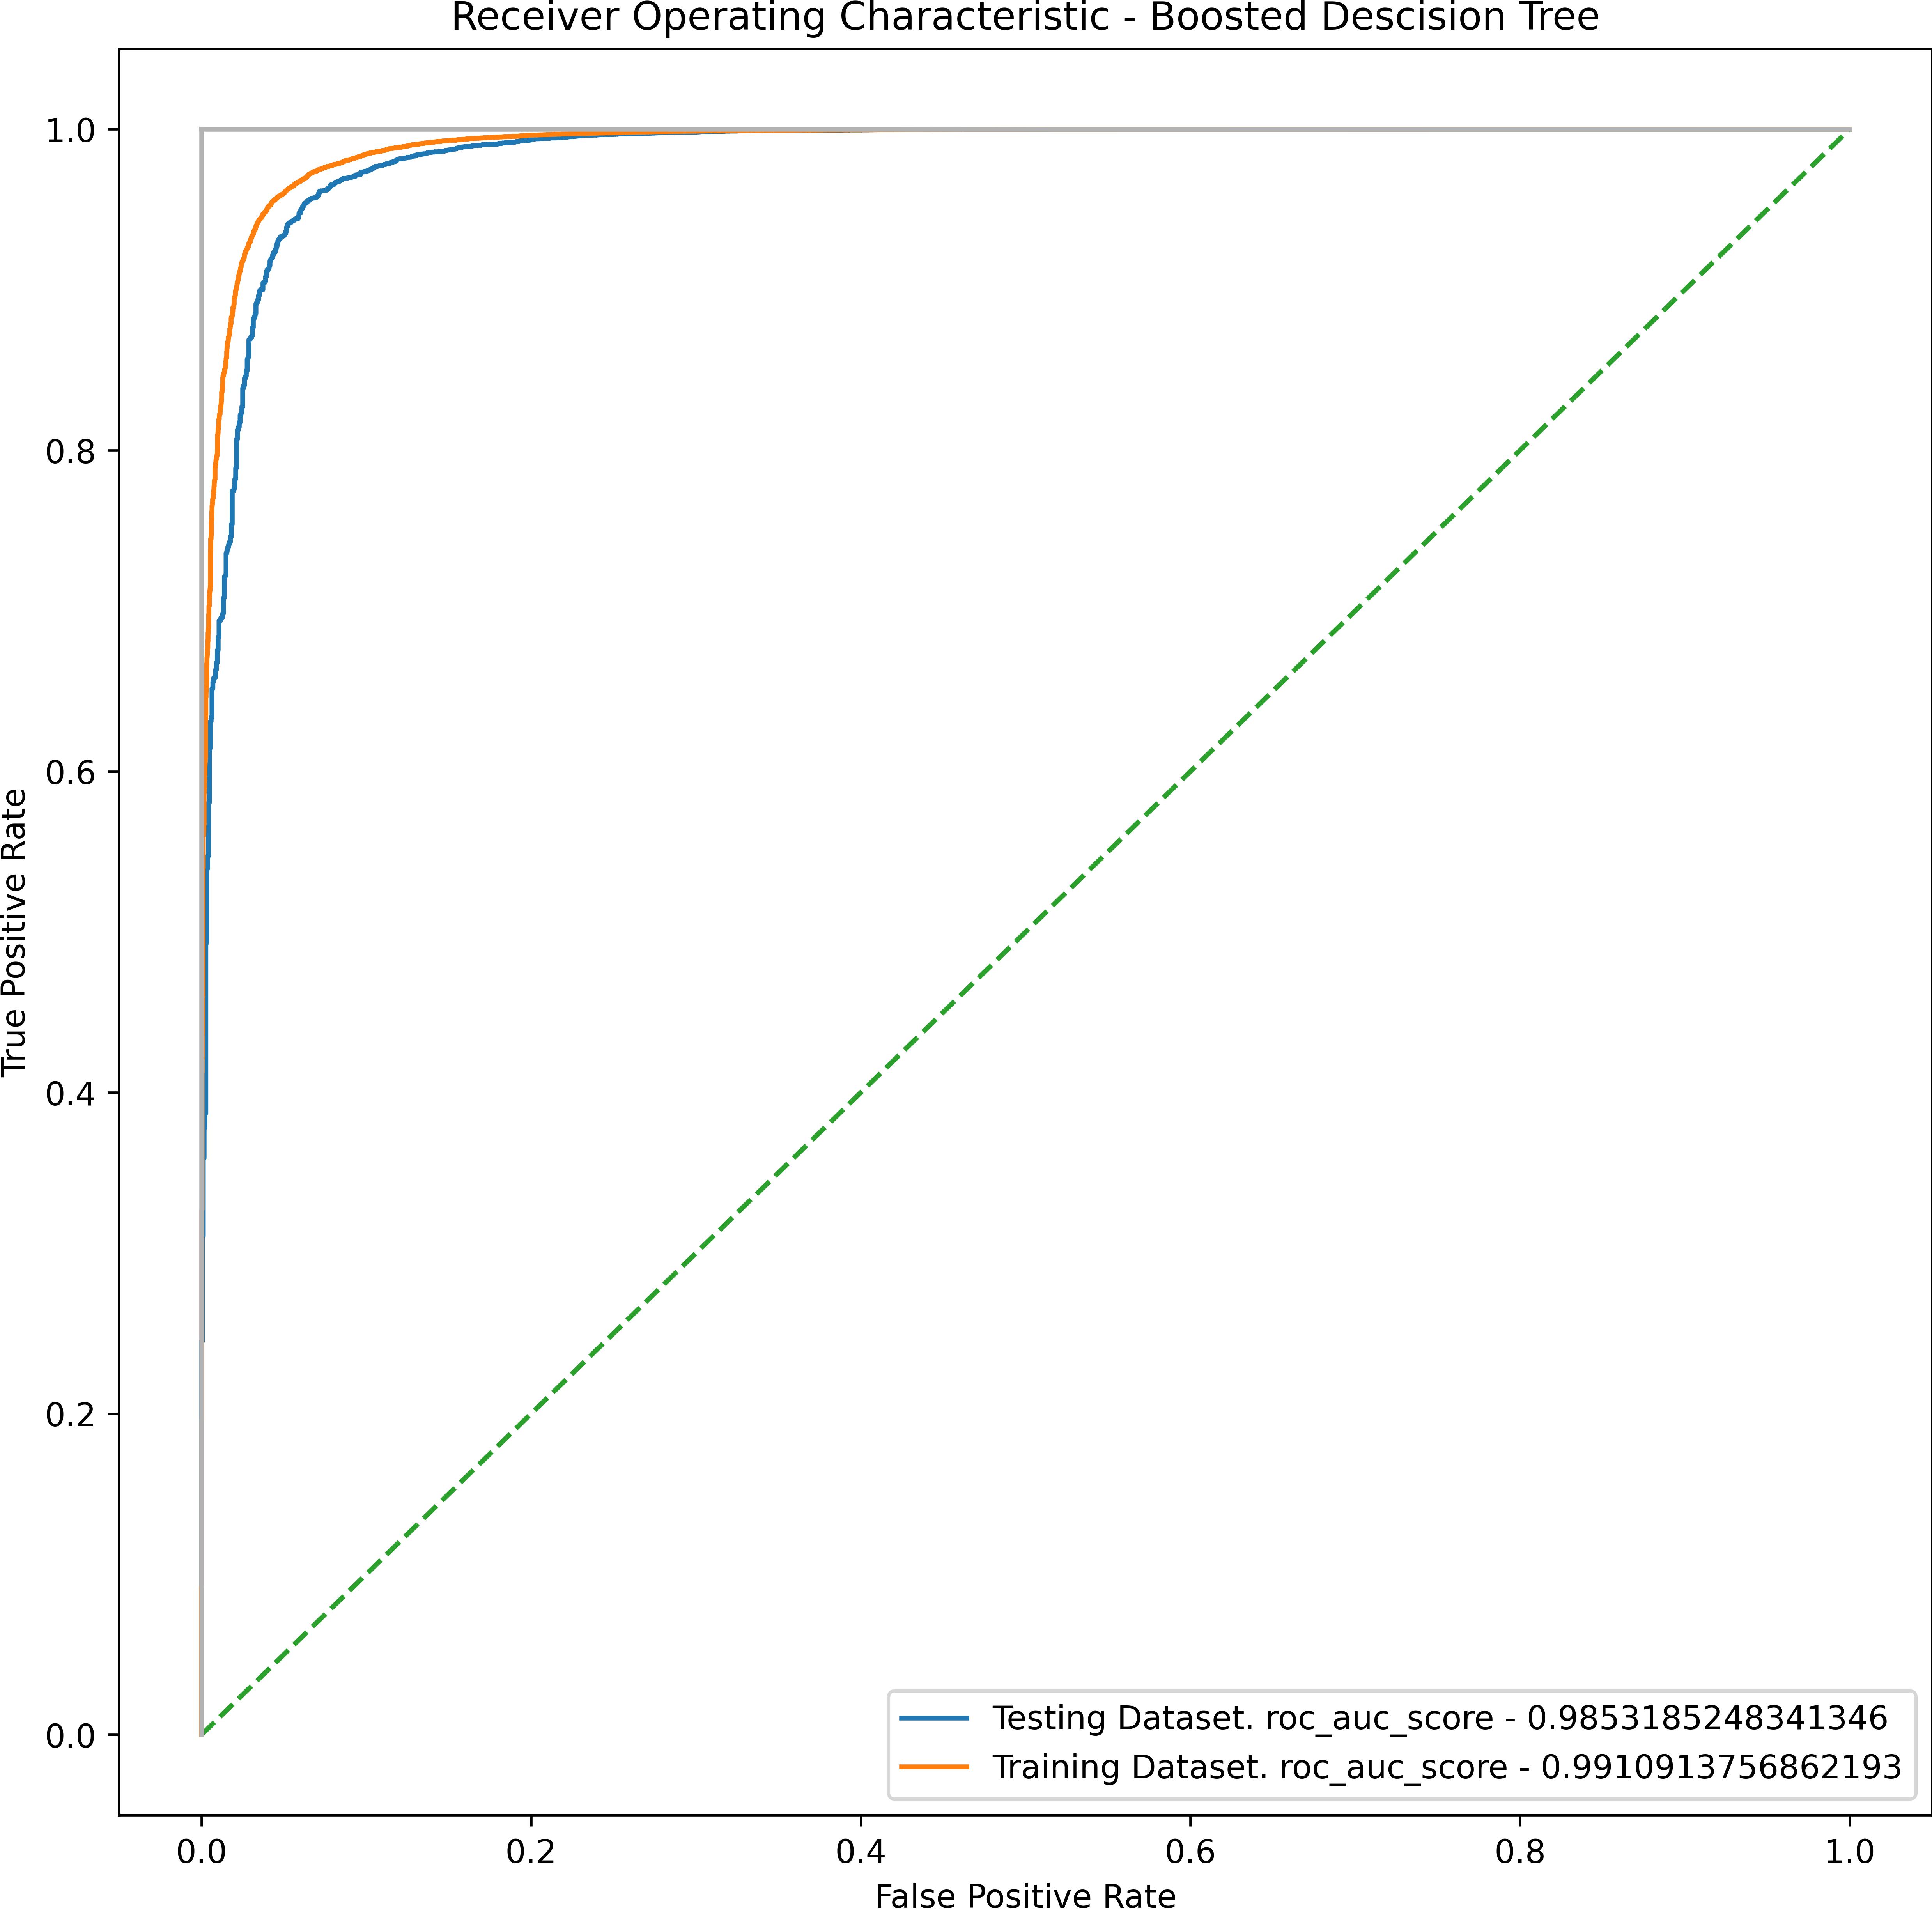 Receiver Operating Characteristic - Boosted Descision Tree
1.0
0.8
0.6
0.4
0.2
0.0
True Positive Rate
Testing Dataset. roc_auc_score - 0.9853185248341346
Training Dataset. roc_auc_score - 0.9910913756862193
0.0 0.2 0.4 0.6 0.8 1.0
False Positive Rate